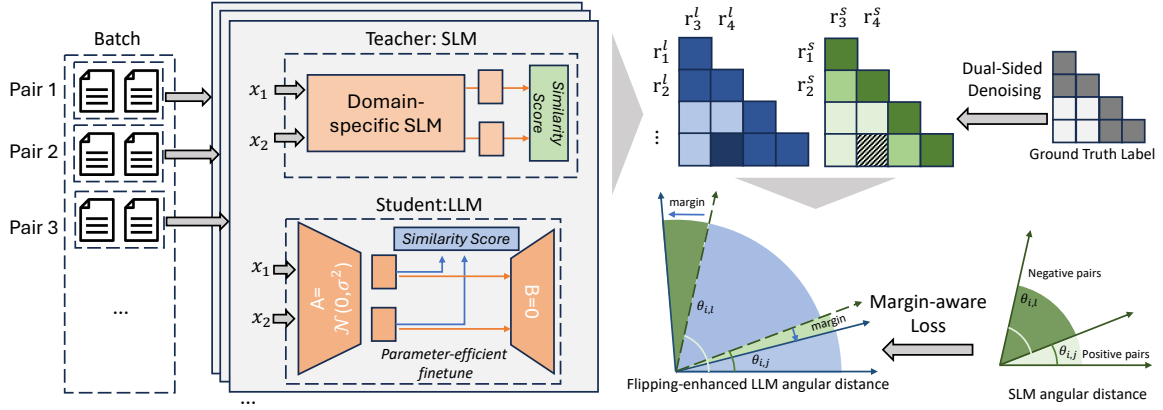 Batch
Pair 1
Pair 2
Pair 3
...
Teacher: SLM
x₁
x₂
Domain-
specific SLM
Similarity
Score
Student:LLM
Similarity Score
x₁
x₂
A=
𝒩(0,σ²)
B=0
Parameter-efficient
finetune
...
r₃ˡ r₄ˡ
r₁ˡ
r₂ˡ
⋮
r₃ˢ r₄ˢ
r₁ˢ
r₂ˢ
Dual-Sided
Denoising
Ground Truth Label
margin
θᵢ,ₗ
margin
θᵢ,ⱼ
Flipping-enhanced LLM angular distance
Margin-aware
Loss
Negative pairs
θᵢ,ₗ
θᵢ,ⱼ
Positive pairs
SLM angular distance